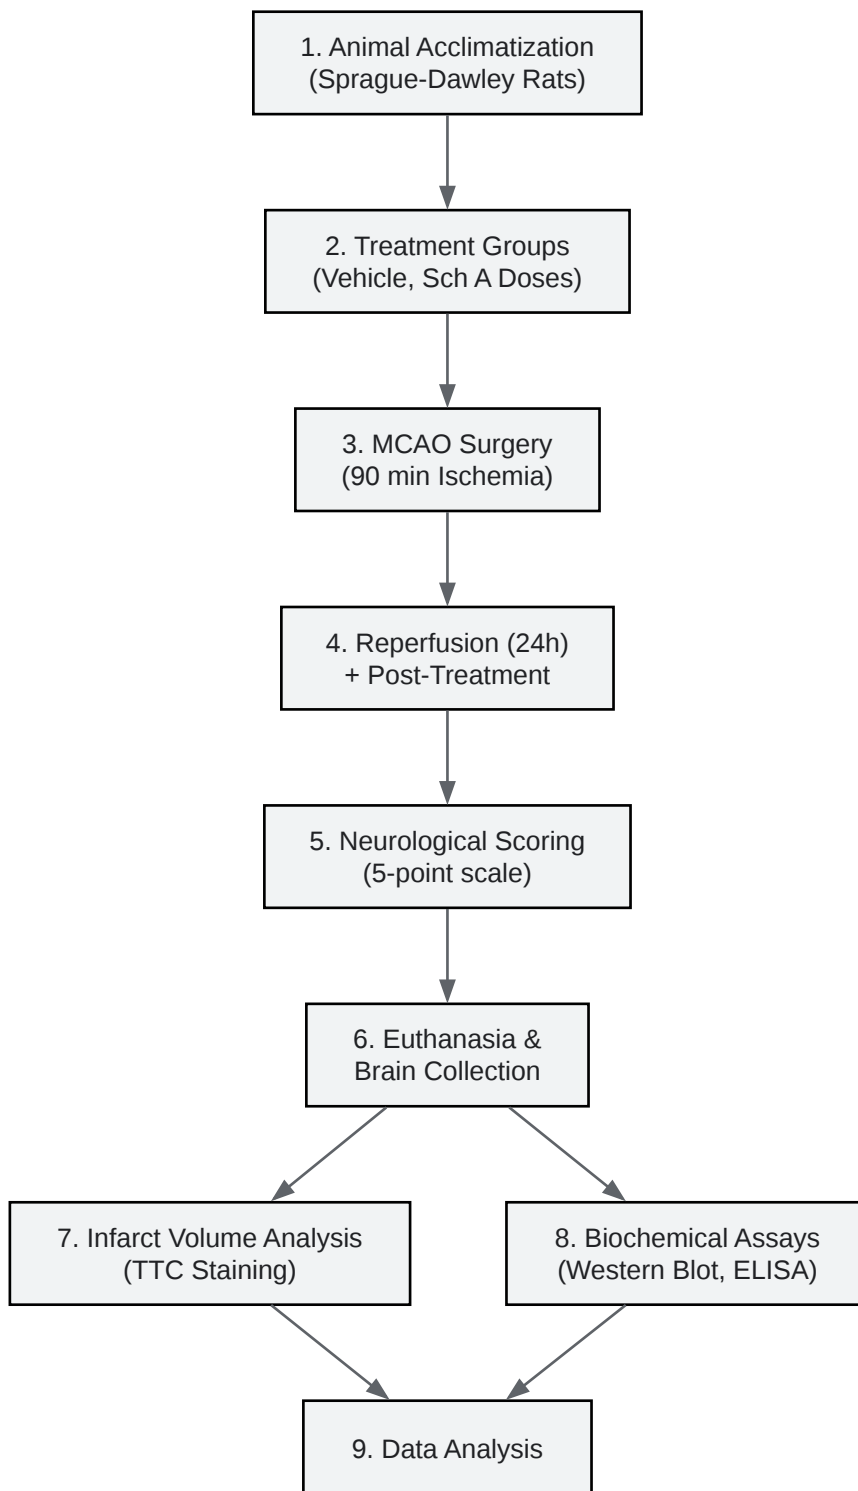 1. Animal Acclimatization
(Sprague-Dawley Rats)
2. Treatment Groups
(Vehicle, Sch A Doses)
3. MCAO Surgery
(90 min Ischemia)
4. Reperfusion (24h)
+ Post-Treatment
5. Neurological Scoring
(5-point scale)
6. Euthanasia &
Brain Collection
7. Infarct Volume Analysis
(TTC Staining)
8. Biochemical Assays
(Western Blot, ELISA)
9. Data Analysis